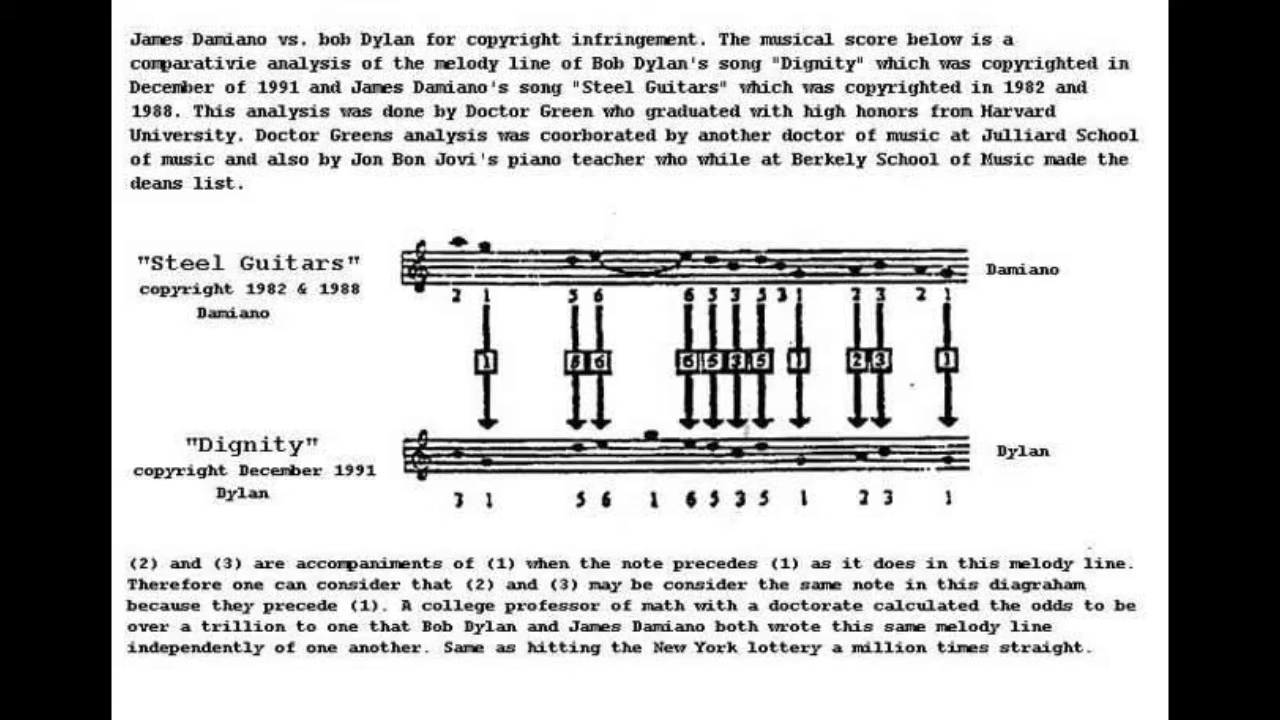 James Damiano vs. bob Dylan for copyright infringement. The musical score below is a
comparativie analysis of the melody line of Bob Dylan's song "Dignity" which was copyrighted in
December of 1991 and James Damiano's song "Steel Guitars" which was copyrighted in 1982 and
1988. This analysis was done by Doctor Green who graduated with high honors from Harvard
University. Doctor Greens analysis was coorborated by another doctor of music at Julliard School
of music and also by Jon Bon Jovi's piano teacher who while at Berkely School of Music made the
deans list.
"Steel Guitars"
copyright 1982 & 1988
Damiano
Damiano
2 1 5 6 6 5 3 5 3 1 2 3 2 1
1 5 6 6 5 3 5 1 2 3 1
"Dignity"
copyright December 1991
Dylan
Dylan
3 1 5 6 1 6 5 3 5 1 2 3 1
(2) and (3) are accompaniments of (1) when the note precedes (1) as it does in this melody line.
Therefore one can consider that (2) and (3) may be consider the same note in this diagraham
because they precede (1). A college professor of math with a doctorate calculated the odds to be
over a trillion to one that Bob Dylan and James Damiano both wrote this same melody line
independently of one another. Same as hitting the New York lottery a million times straight.